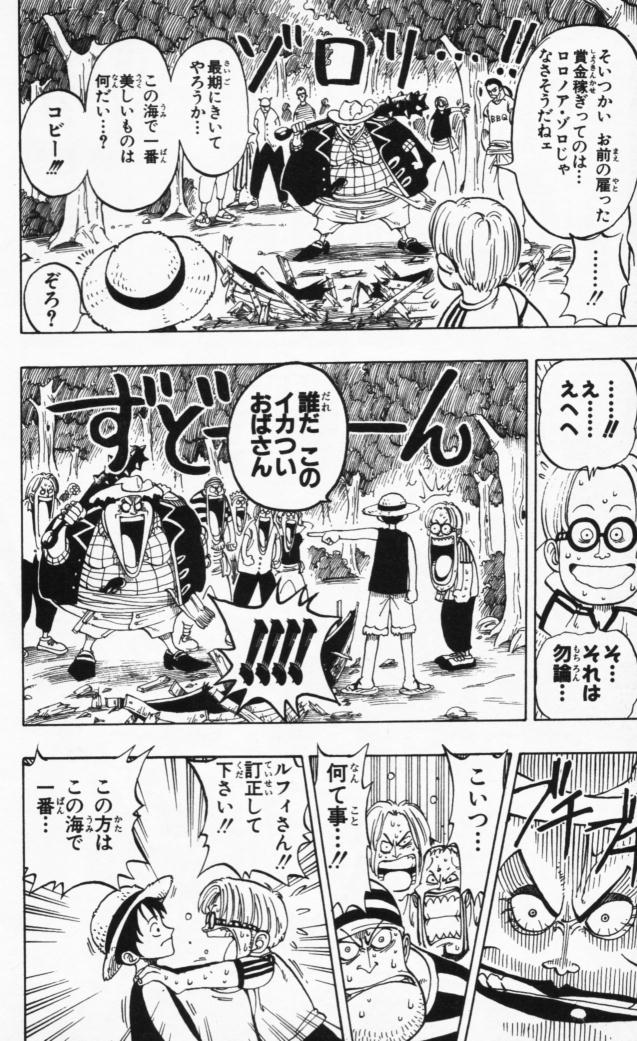 そいつかい お前の雇った
賞金稼ぎってのは…
ロロノア・ゾロじゃ
なさそうだねェ
………!!
BBQ
ゾロリ…!!
最期にきいて
やろうか…
この海で一番
美しいものは
何だい…?
コビー!!!
ぞろ?
……!!
え……
えへへ
そ…
それは
勿論…
誰だ この
イカつい
おばさん
ずどーーん
!!!!
ブチブチ
こいつ…
何て事…!!
ルフィさん!!
訂正して
下さい!!
この方は
この海で
一番…